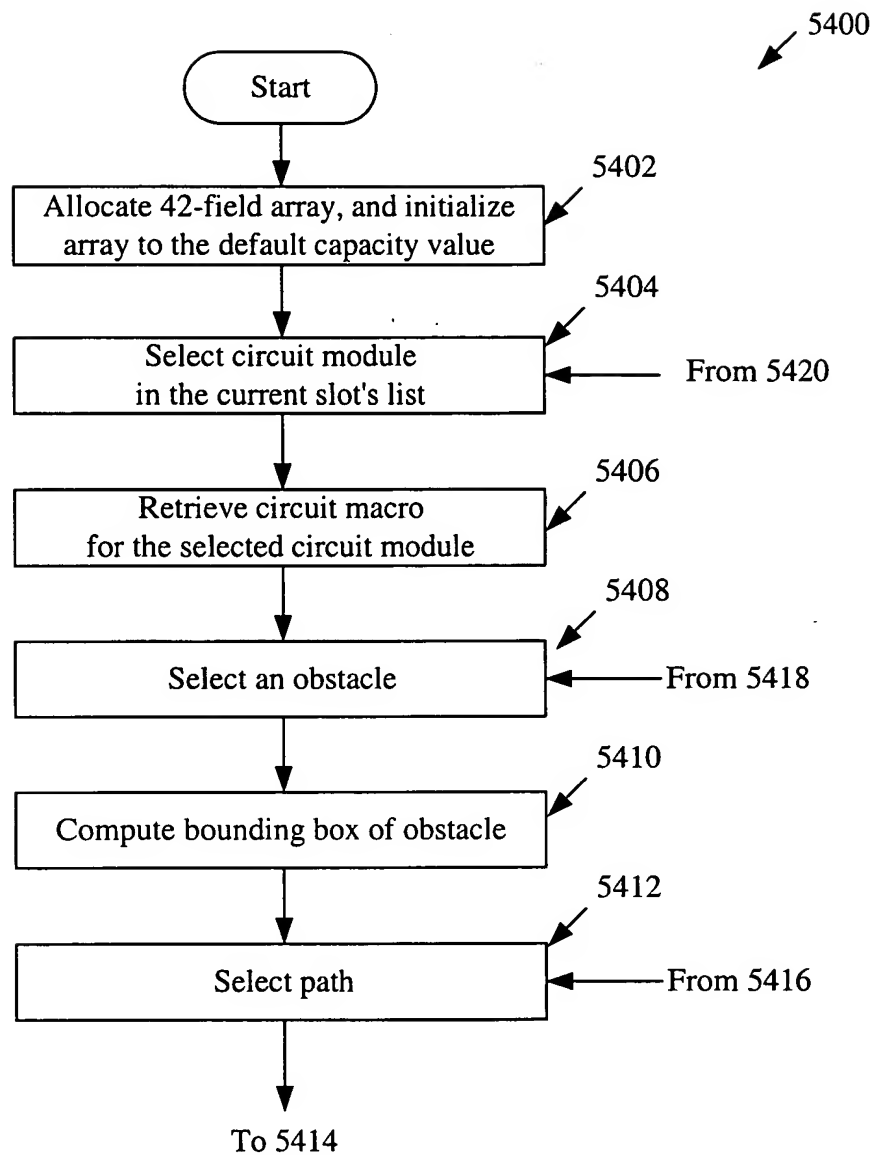 5400
Start
5402
Allocate 42-field array, and initialize
array to the default capacity value
5404
Select circuit module
in the current slot's list
From 5420
5406
Retrieve circuit macro
for the selected circuit module
5408
Select an obstacle
From 5418
5410
Compute bounding box of obstacle
5412
Select path
From 5416
To 5414